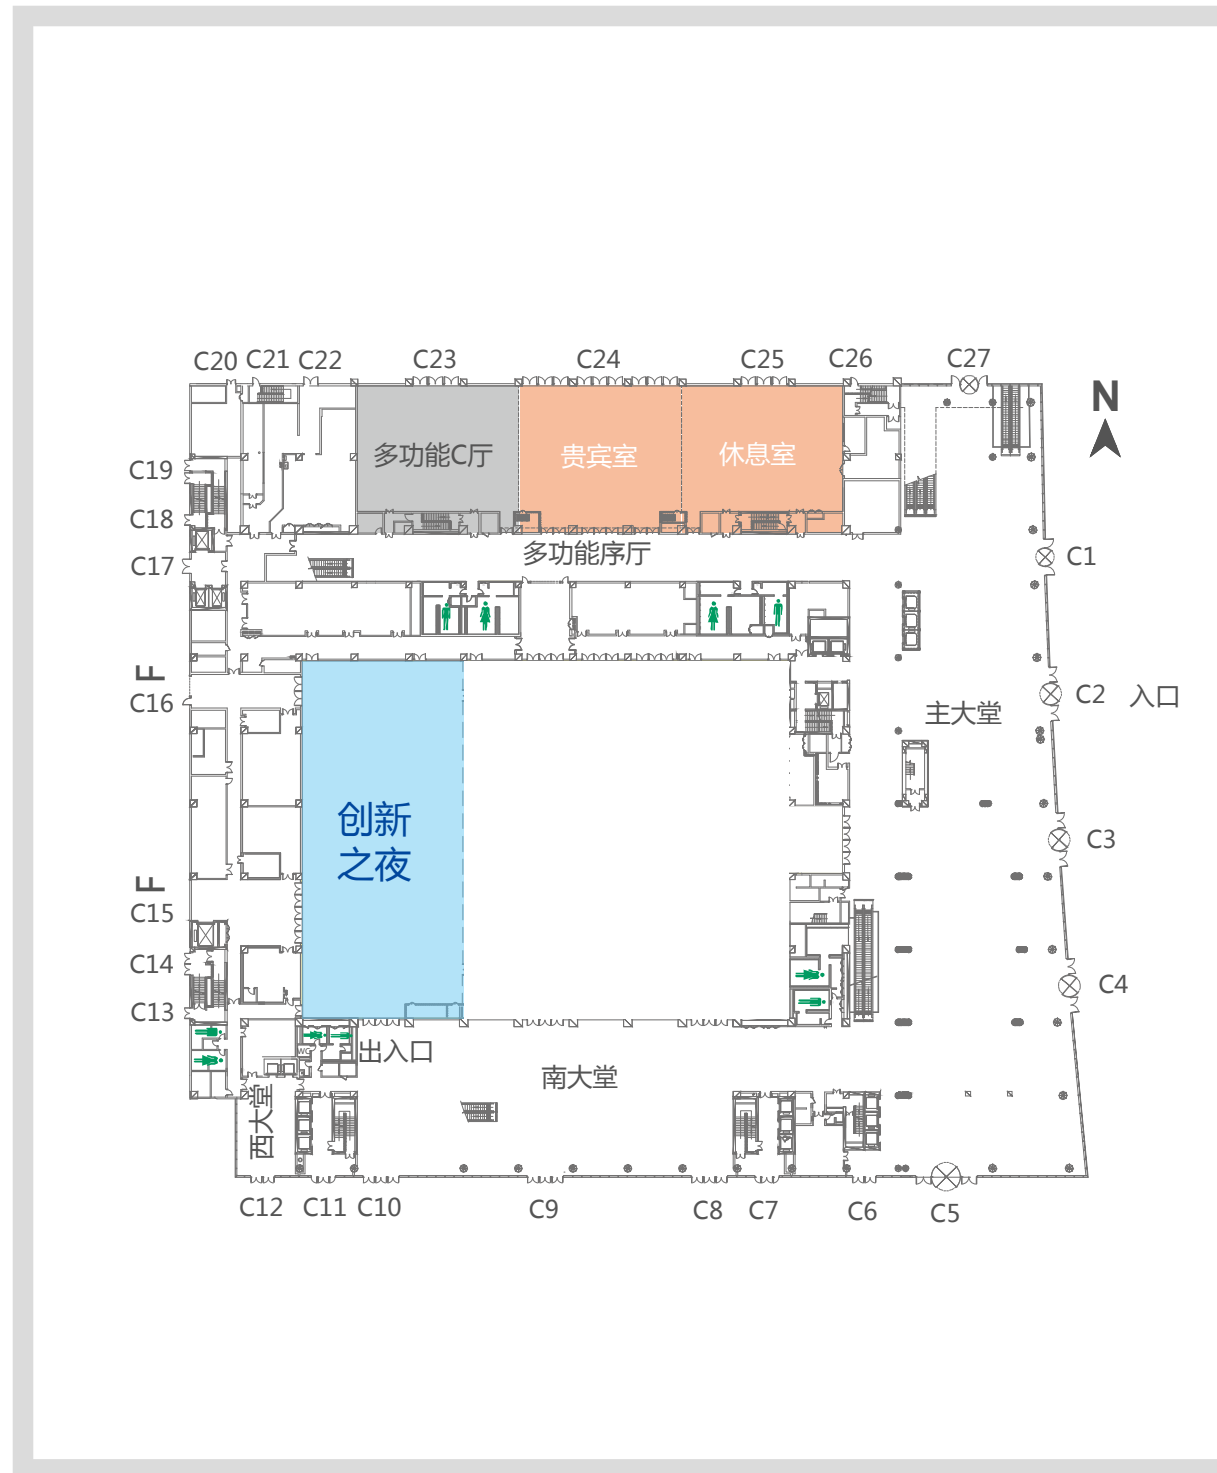 C20 C21 C22 C23 C24 C25 C26 C27
N
多功能C厅 贵宾室 休息室
C19
C18
C17
多功能序厅
C1
F
C16
C2 入口
主大堂
创新
之夜
C3
F
C15
C14
C13
C4
WC
出入口
南大堂
西大堂
C12 C11 C10 C9 C8 C7 C6 C5